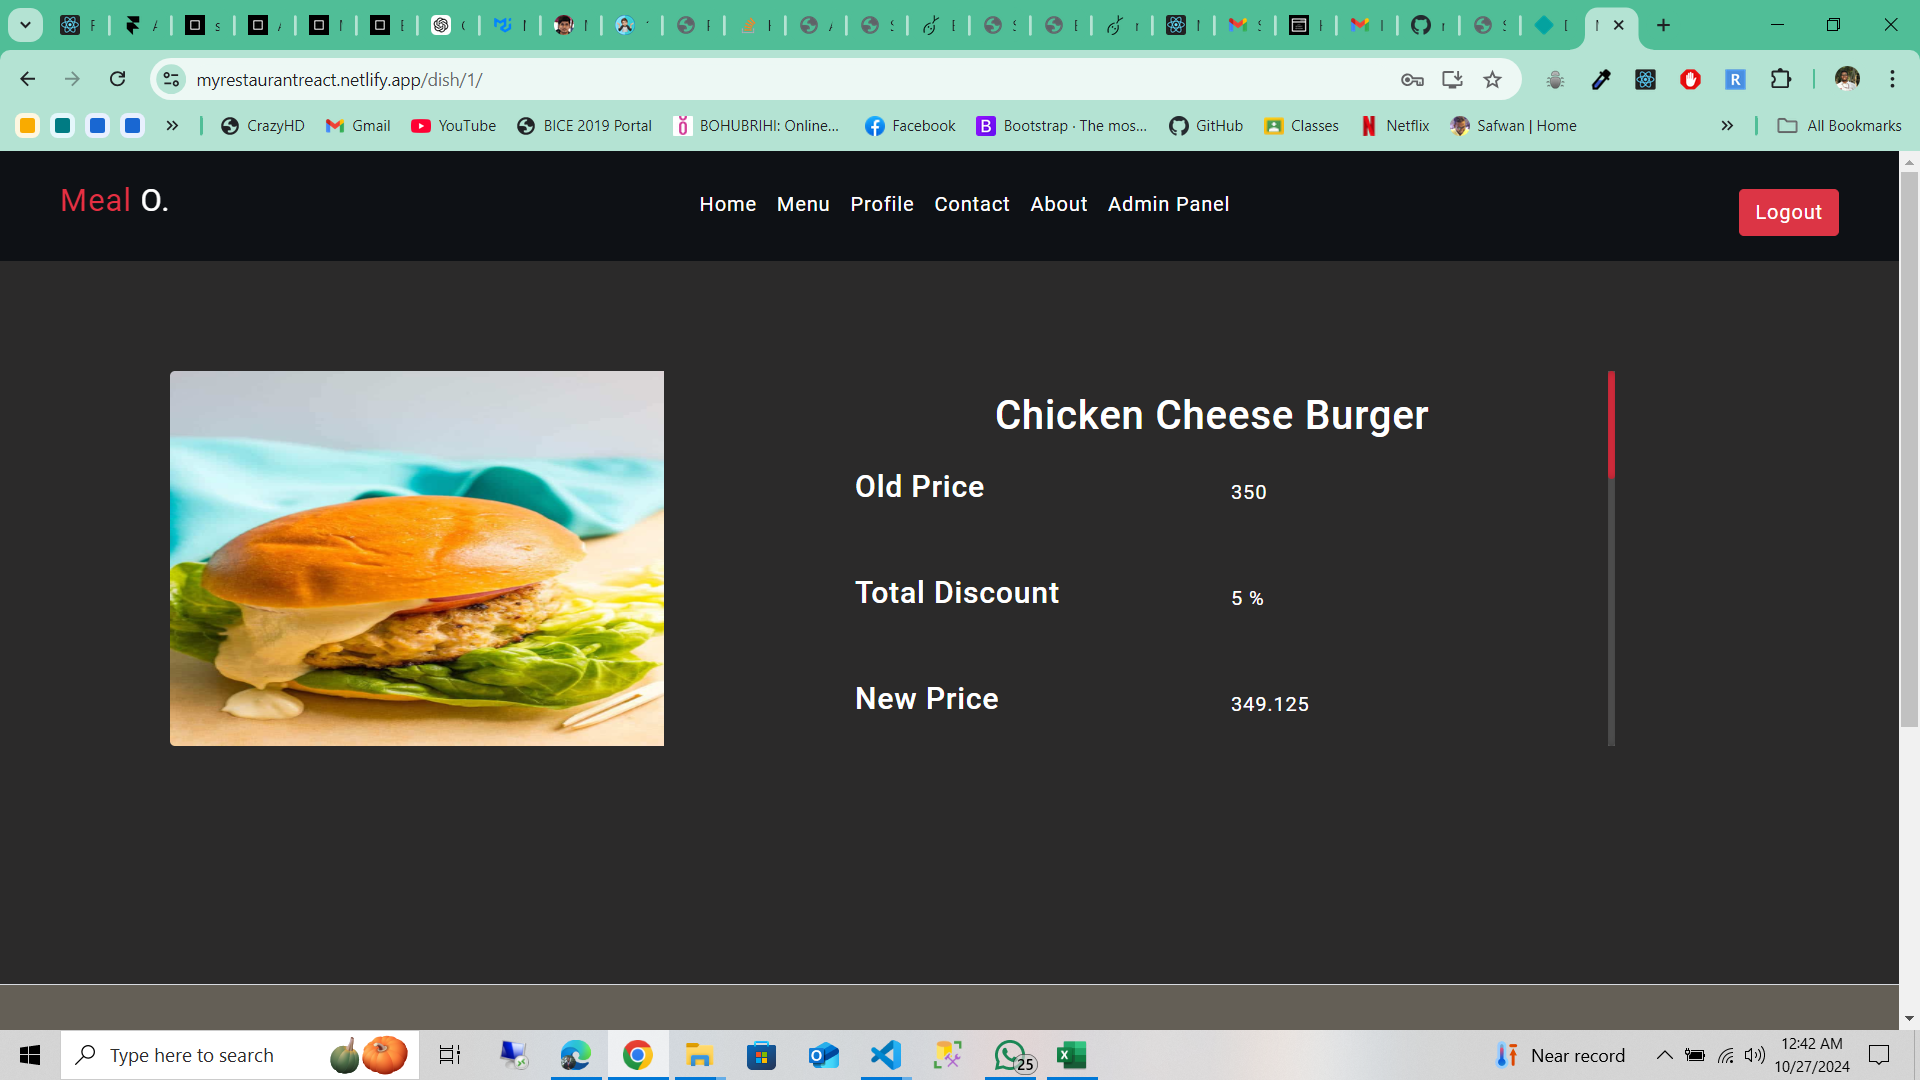 myrestaurantreact.netlify.app/dish/1/
CrazyHD Gmail YouTube BICE 2019 Portal BOHUBRIHI: Online... Facebook Bootstrap · The mos... GitHub Classes Netflix Safwan | Home All Bookmarks
Meal O.
Home Menu Profile Contact About Admin Panel
Logout
Chicken Cheese Burger
Old Price 350
Total Discount 5 %
New Price 349.125
Type here to search
25
Near record
12:42 AM
10/27/2024